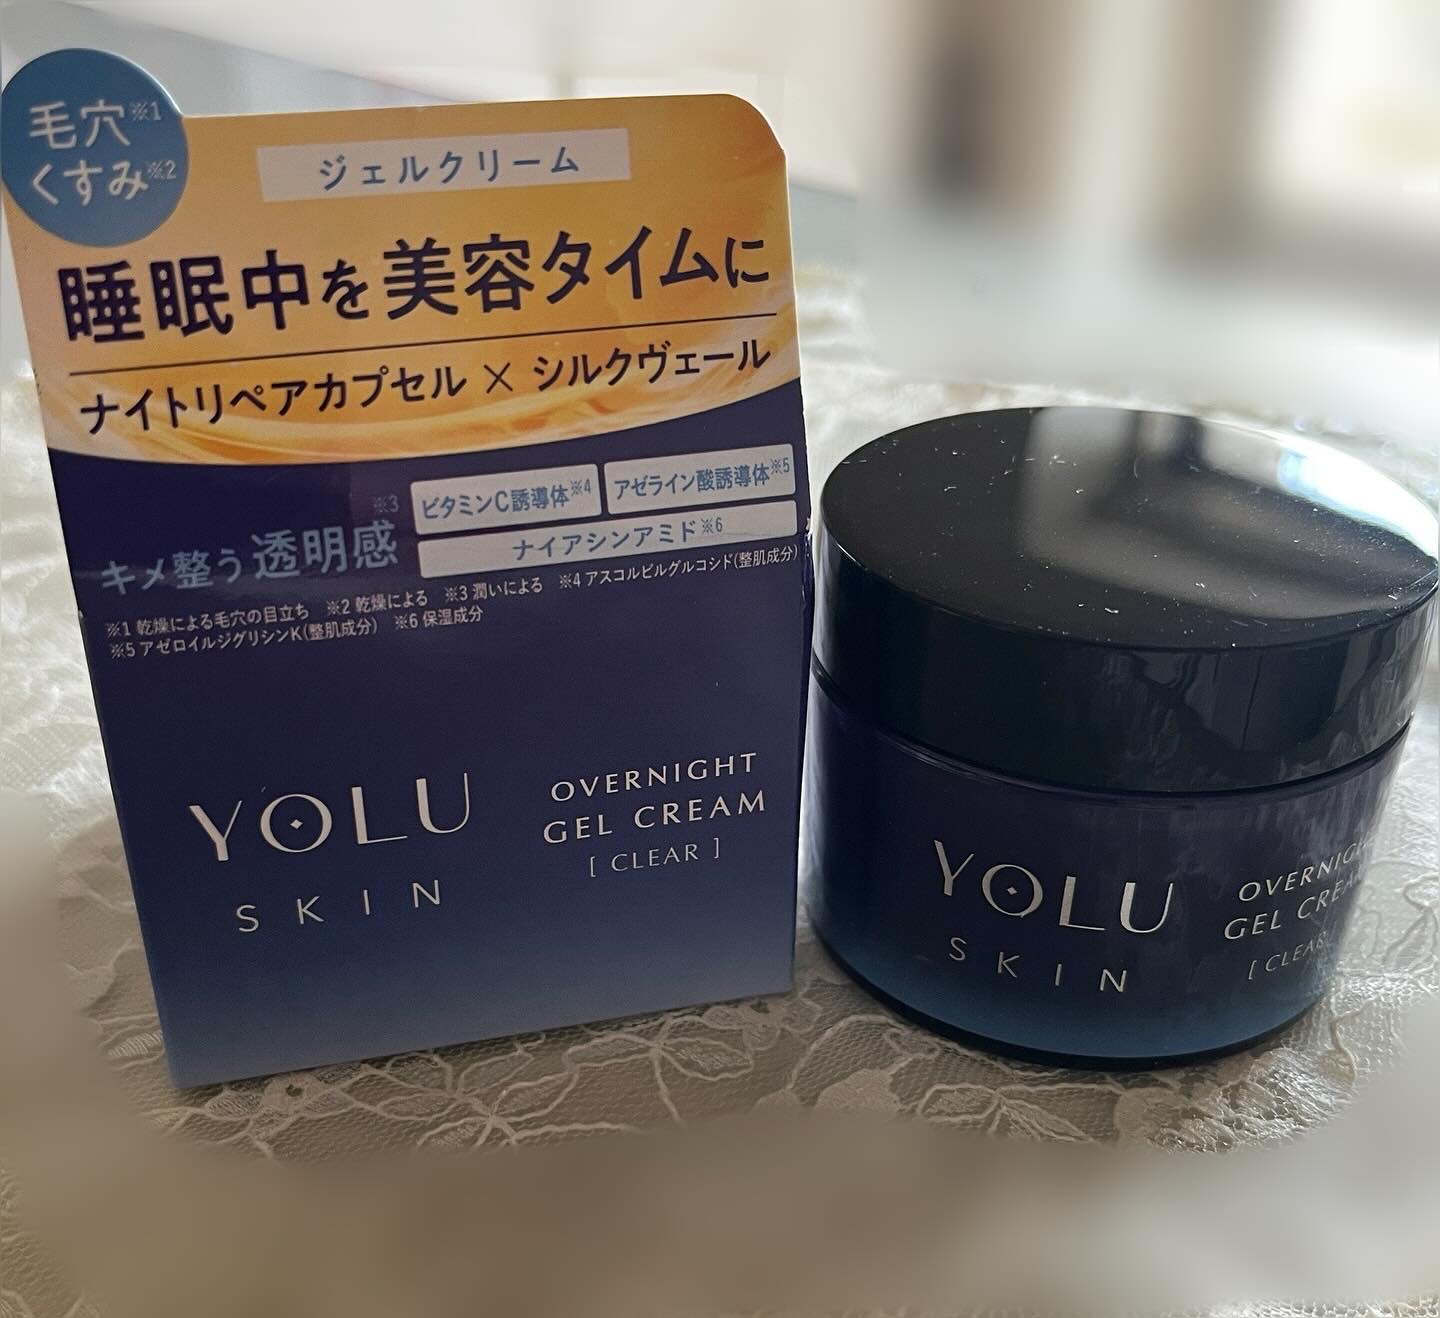 毛穴※1
くすみ※2
ジェルクリーム
睡眠中を美容タイムに
ナイトリペアカプセル × シルクヴェール
キメ整う透明感※3
ビタミンC誘導体※4
アゼライン酸誘導体※5
ナイアシンアミド※6
※1 乾燥による毛穴の目立ち ※2 乾燥による ※3 潤いによる ※4 アスコルビルグルコシド(整肌成分)
※5 アゼロイルジグリシンK(整肌成分) ※6 保湿成分
YOLU
SKIN
OVERNIGHT
GEL CREAM
[ CLEAR ]
YOLU
SKIN
OVERNIGHT
GEL CREAM
[ CLEAR